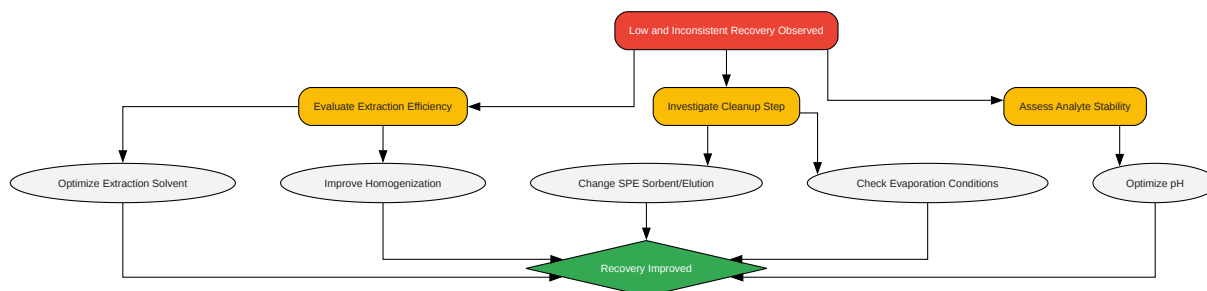 Low and Inconsistent Recovery Observed
Evaluate Extraction Efficiency
Investigate Cleanup Step
Assess Analyte Stability
Optimize Extraction Solvent
Improve Homogenization
Change SPE Sorbent/Elution
Check Evaporation Conditions
Optimize pH
Recovery Improved